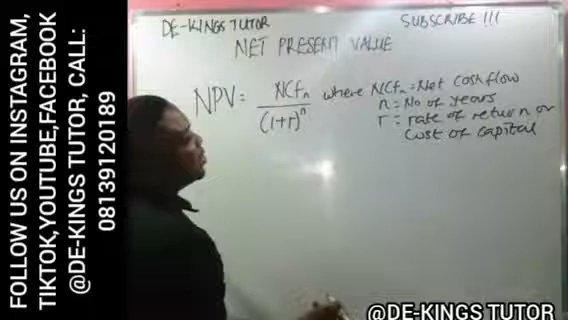 FOLLOW US ON INSTAGRAM,
TIKTOK,YOUTUBE,FACEBOOK
@DE-KINGS TUTOR, CALL:
08139120189
DE-KINGS TUTOR
SUBSCRIBE !!!
NET PRESENT VALUE
NPV = NCFn / (1+r)^n where NCFn = Net Cashflow
n = No of years
r = rate of return or
Cost of Capital
@DE-KINGS TUTOR